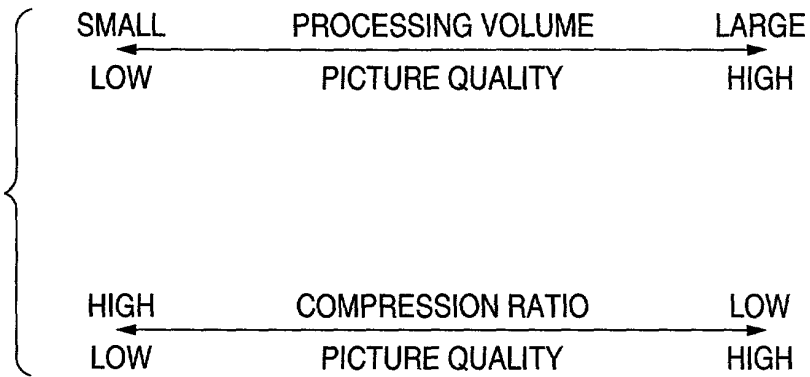 SMALL PROCESSING VOLUME LARGE
LOW PICTURE QUALITY HIGH
HIGH COMPRESSION RATIO LOW
LOW PICTURE QUALITY HIGH